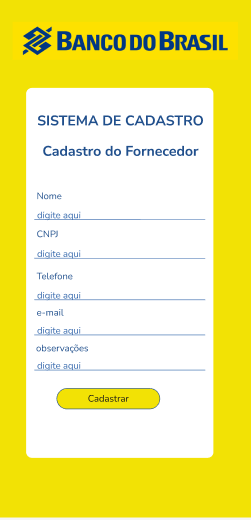 BANCO DO BRASIL
SISTEMA DE CADASTRO
Cadastro do Fornecedor
Nome
digite aqui
CNPJ
digite aqui
Telefone
digite aqui
e-mail
digite aqui
observações
digite aqui
Cadastrar